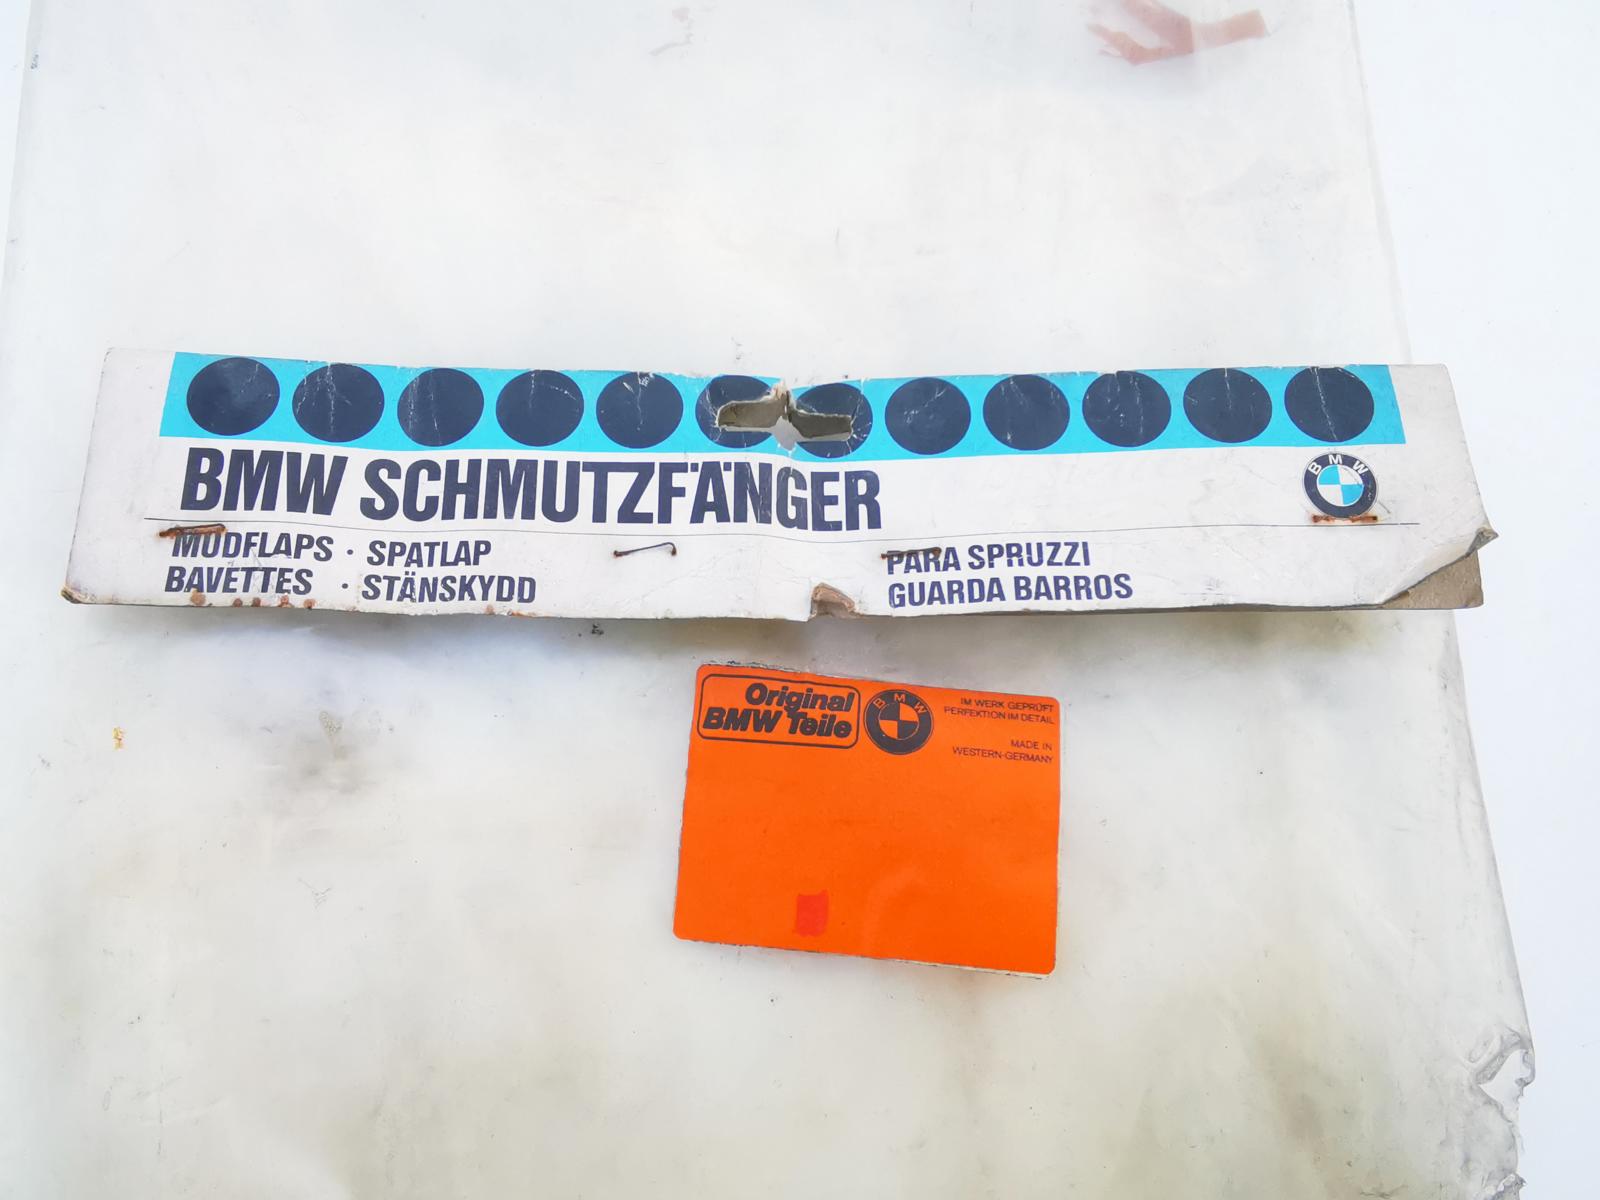 BMW SCHMUTZFÄNGER
BMW
MUDFLAPS · SPATLAP
BAVETTES · STÄNSKYDD
PARA SPRUZZI
GUARDA BARROS
Original
BMW Teile
BMW
IM WERK GEPRÜFT
PERFEKTION IM DETAIL
MADE IN
WESTERN-GERMANY